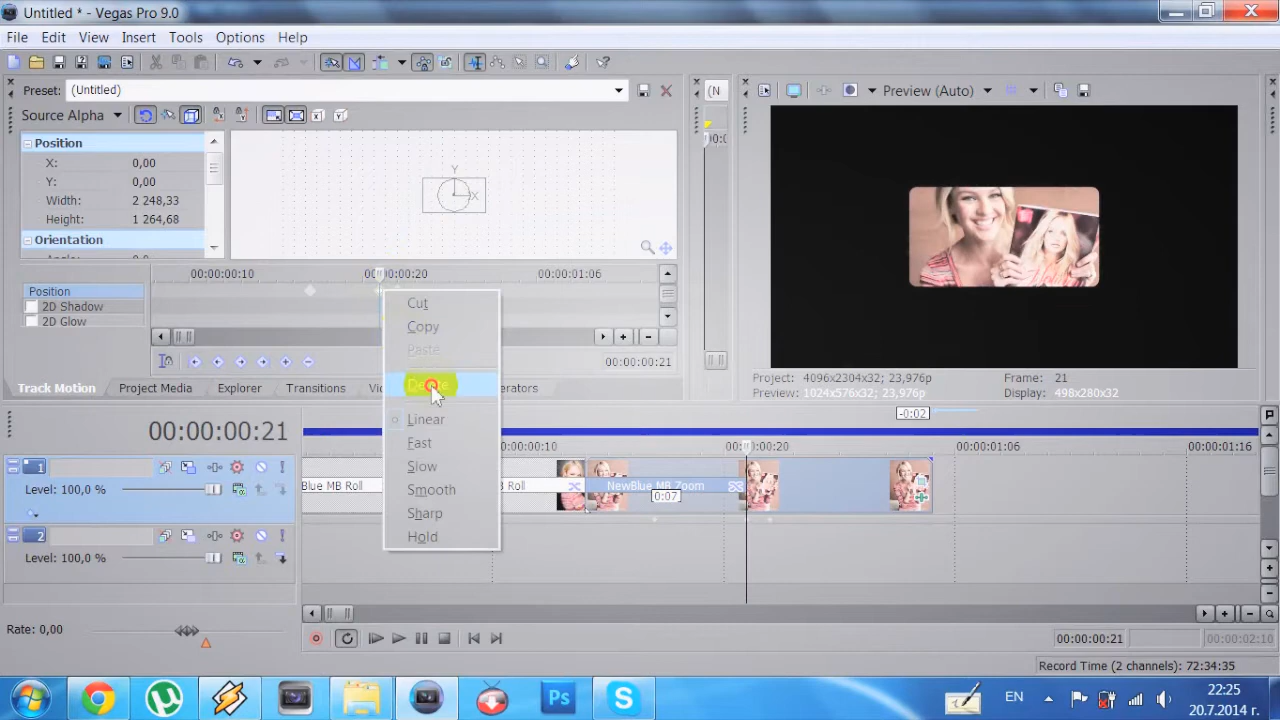 Untitled * - Vegas Pro 9.0
File Edit View Insert Tools Options Help
Preset: (Untitled)
(N
Preview (Auto)
Source Alpha
Position
X: 0,00
Y: 0,00
Width: 2 248,33
Height: 1 264,68
Orientation
Y
X
00:00:00:10 00:00:00:20 00:00:01:06
Position
2D Shadow
2D Glow
Cut
Copy
Paste
Delete
Linear
Fast
Slow
Smooth
Sharp
Hold
00:00:00:21
Track Motion Project Media Explorer Transitions
Project: 4096x2304x32; 23,976p Frame: 21
Preview: 1024x576x32; 23,976p Display: 498x280x32
-0:02
00:00:00:21
00:00:00:10 00:00:00:20 00:00:01:06 00:00:01:16
1
Level: 100,0 %
Blue MB Roll
B Roll
NewBlue MB Zoom
0:07
2
Level: 100,0 %
Rate: 0,00
00:00:00:21
00:00:02:10
Record Time (2 channels): 72:34:35
Ps
S
EN
22:25
20.7.2014 г.